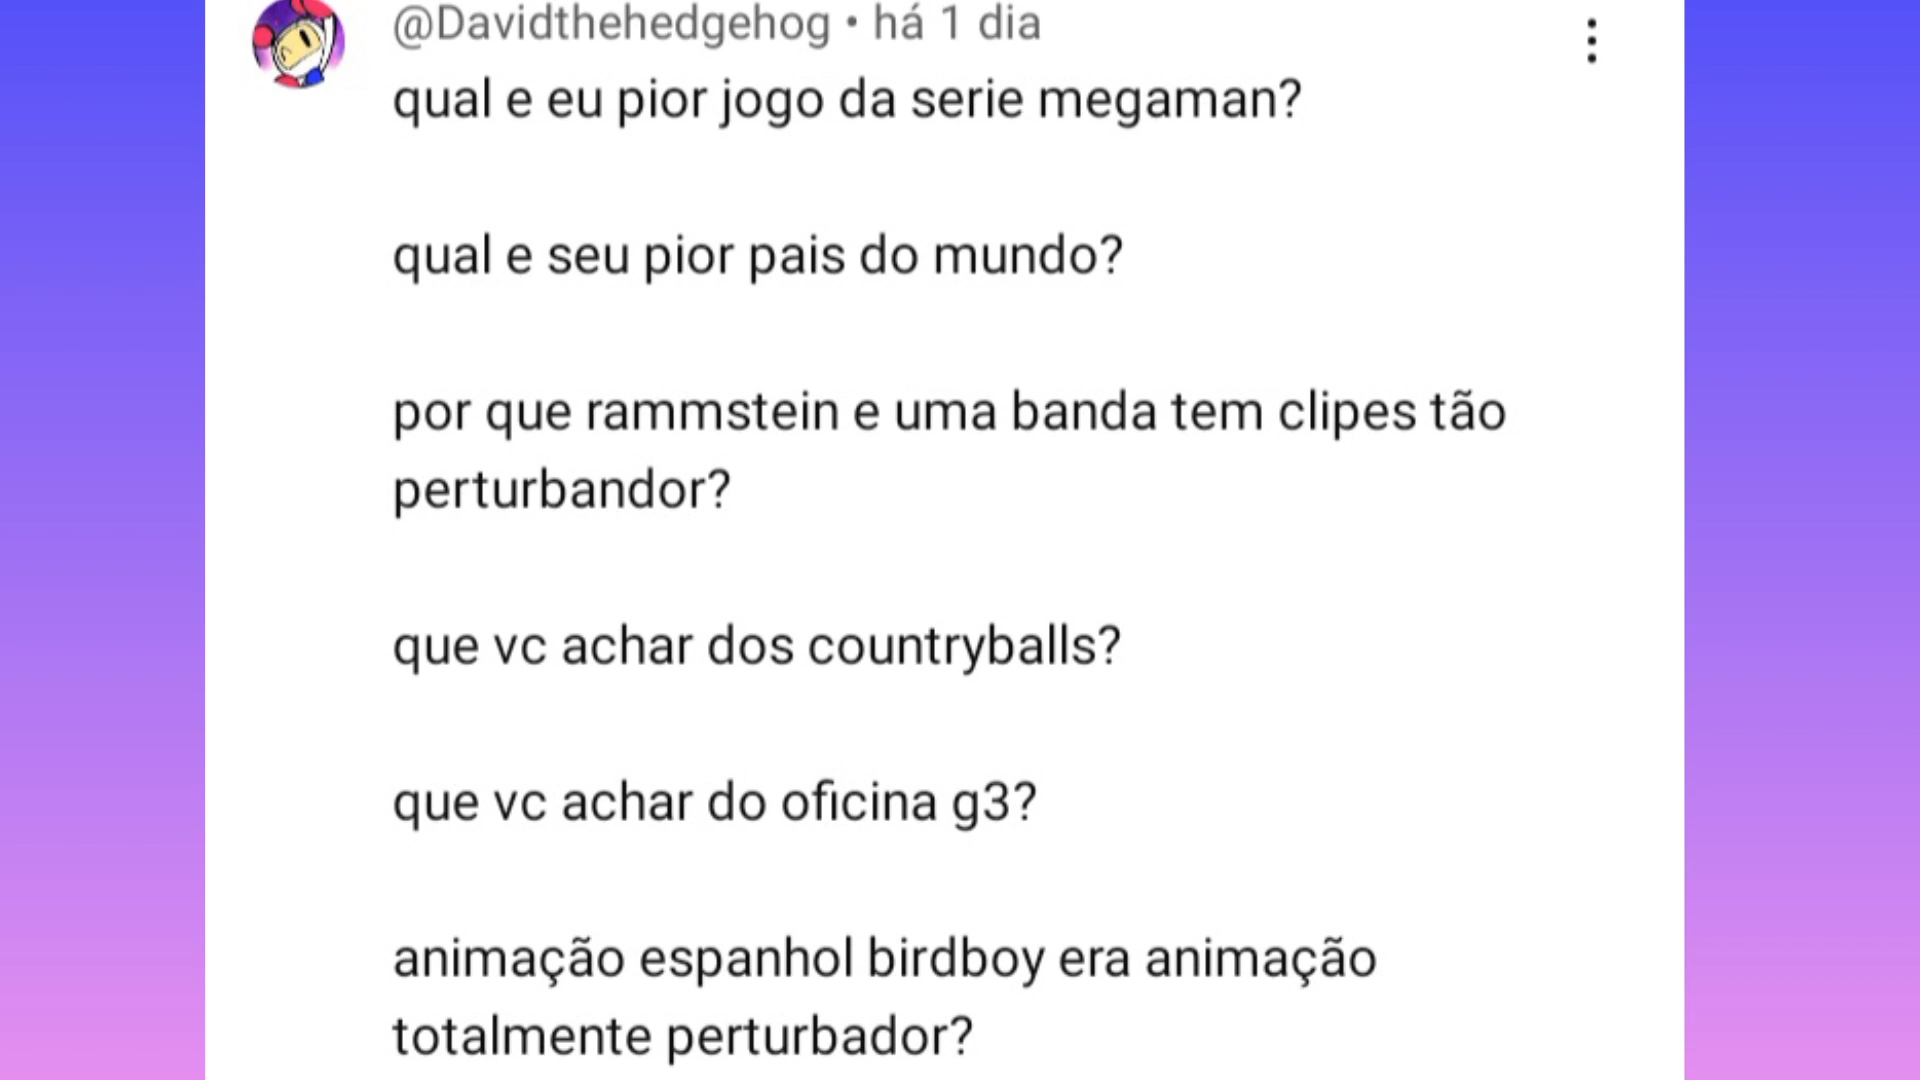 @Davidthehedgehog • há 1 dia
qual e eu pior jogo da serie megaman?
qual e seu pior pais do mundo?
por que rammstein e uma banda tem clipes tão
perturbandor?
que vc achar dos countryballs?
que vc achar do oficina g3?
animação espanhol birdboy era animação
totalmente perturbador?